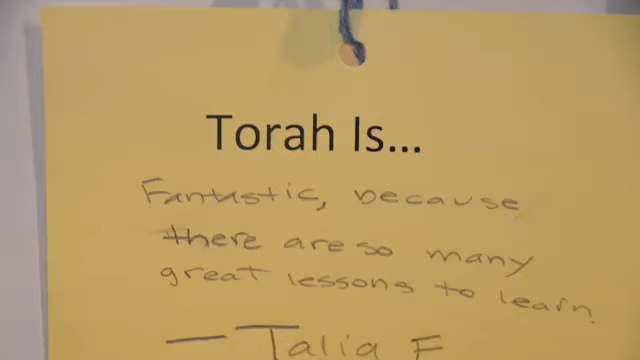 Torah Is...
Fantastic, because
there are so many
great lessons to learn.
— Talia F